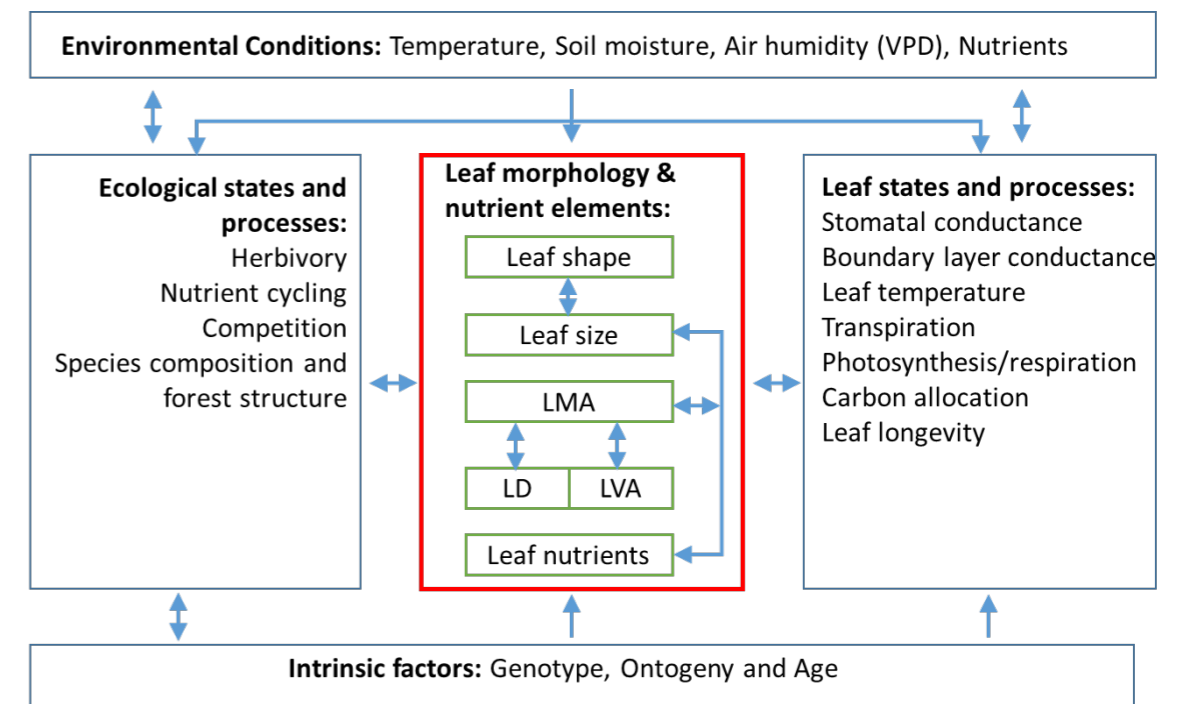 Environmental Conditions: Temperature, Soil moisture, Air humidity (VPD), Nutrients
Ecological states and
processes:
Herbivory
Nutrient cycling
Competition
Species composition and
forest structure
Leaf morphology &
nutrient elements:
Leaf shape
Leaf size
LMA
LD
LVA
Leaf nutrients
Leaf states and processes:
Stomatal conductance
Boundary layer conductance
Leaf temperature
Transpiration
Photosynthesis/respiration
Carbon allocation
Leaf longevity
Intrinsic factors: Genotype, Ontogeny and Age